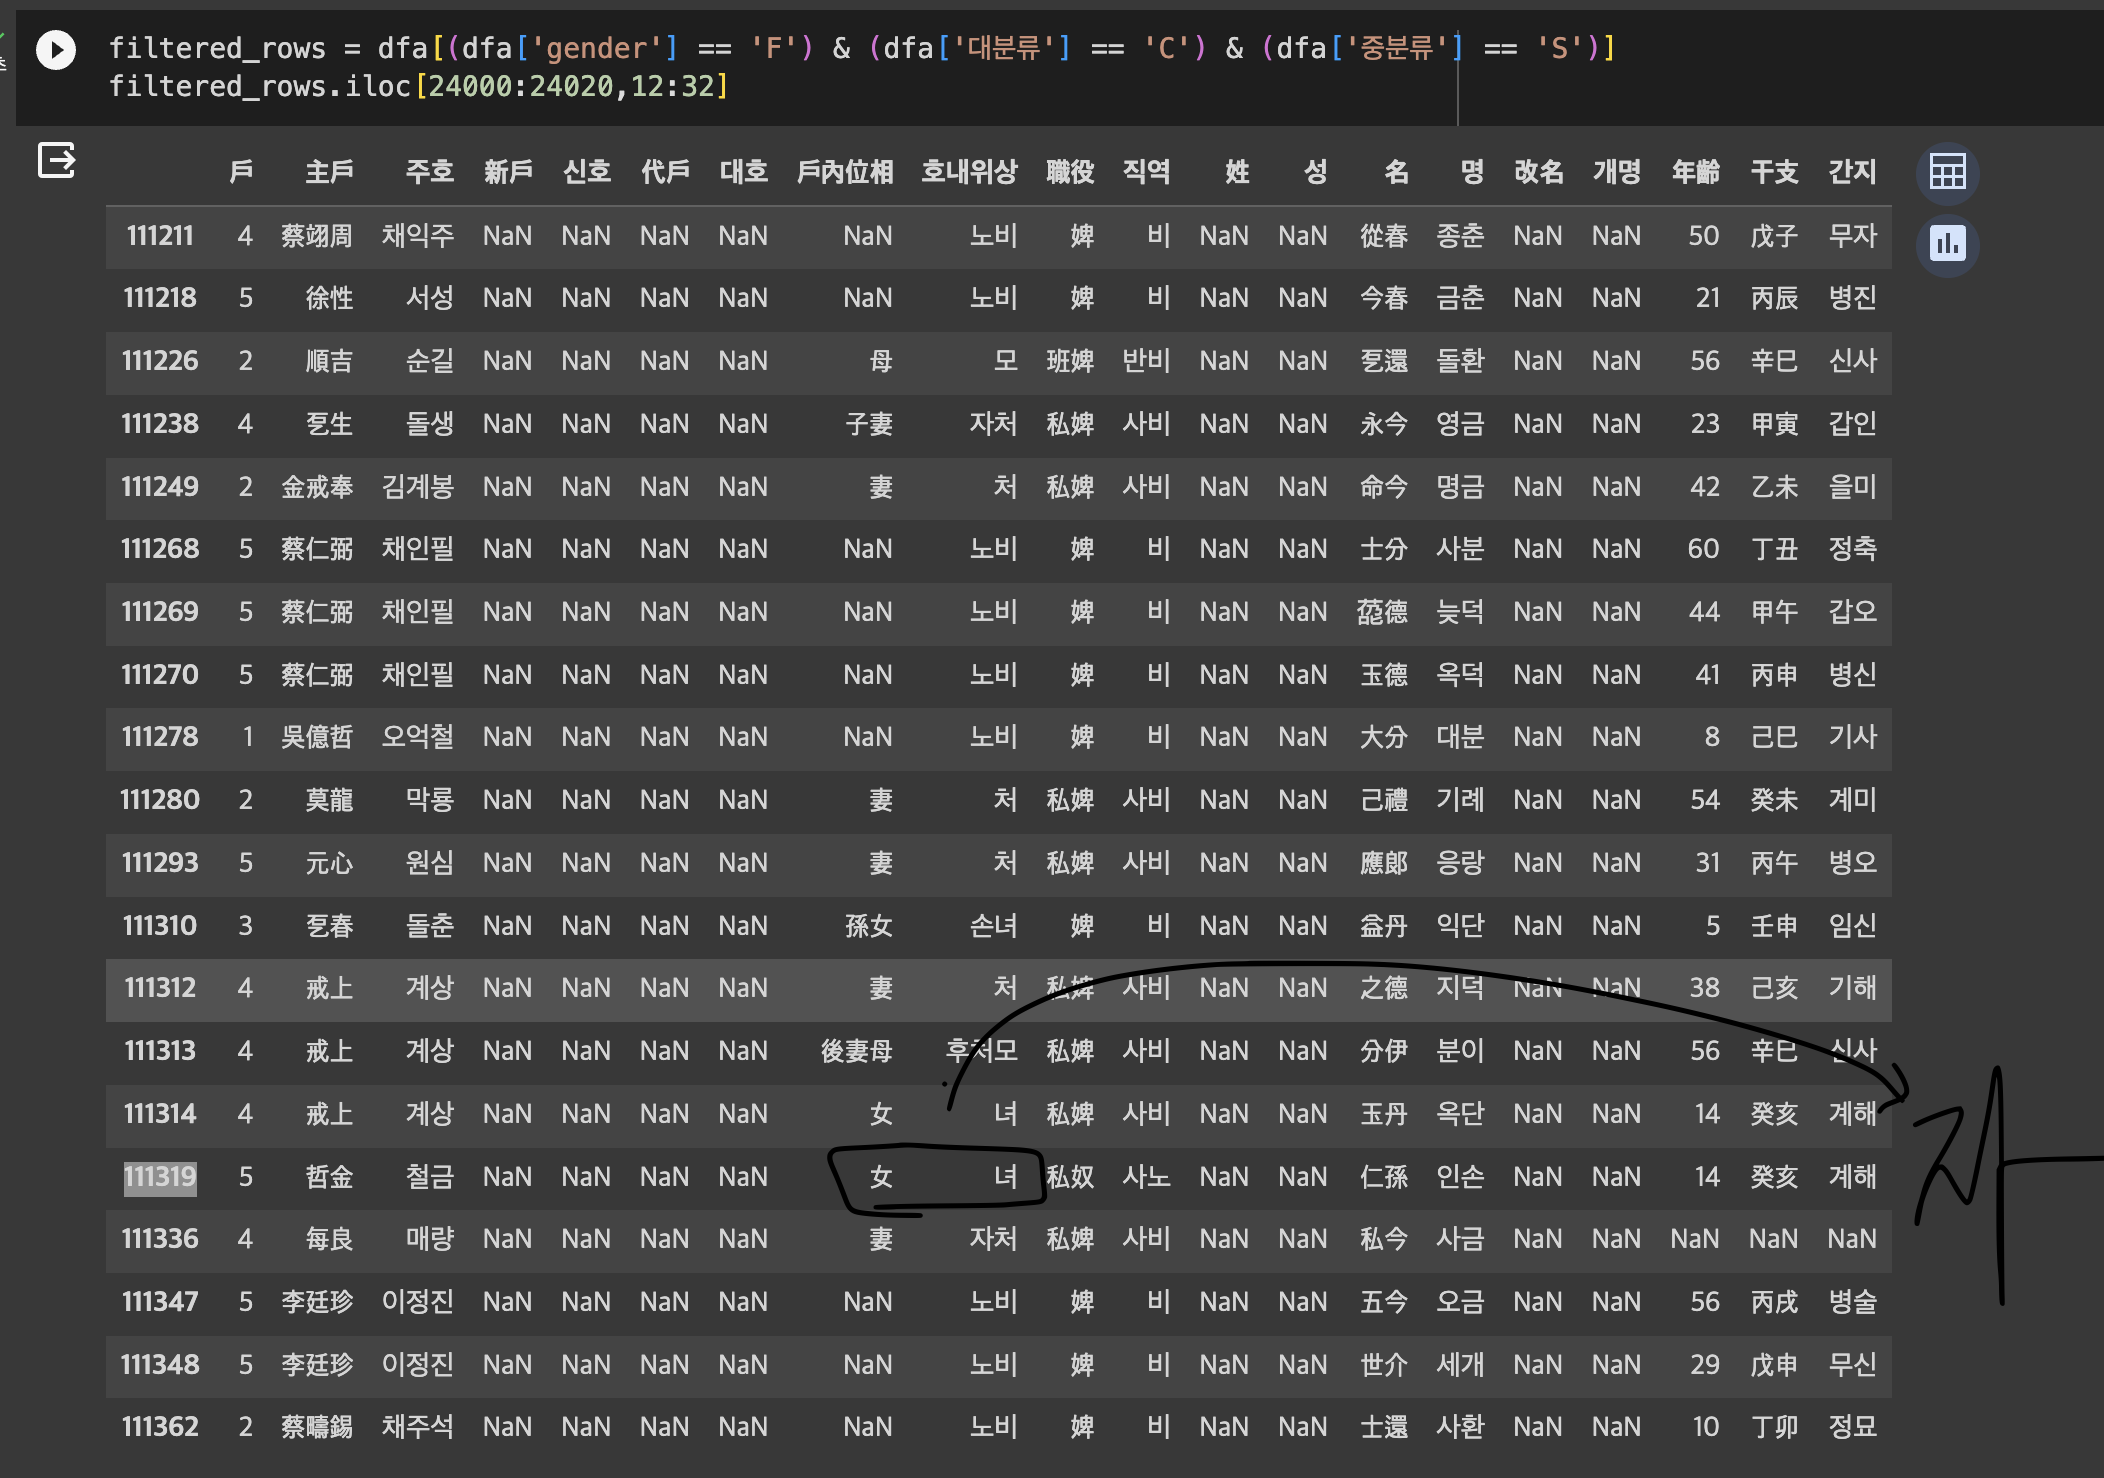 filtered_rows = dfa[(dfa['gender'] == 'F') & (dfa['대분류'] == 'C') & (dfa['중분류'] == 'S')]
filtered_rows.iloc[24000:24020,12:32]
戶 主戶 주호 新戶 신호 代戶 대호 戶內位相 호내위상 職役 직역 姓 성 名 명 改名 개명 年齡 干支 간지
111211 4 蔡翊周 채익주 NaN NaN NaN NaN NaN 노비 婢 비 NaN NaN 從春 종춘 NaN NaN 50 戊子 무자
111218 5 徐性 서성 NaN NaN NaN NaN NaN 노비 婢 비 NaN NaN 今春 금춘 NaN NaN 21 丙辰 병진
111226 2 順吉 순길 NaN NaN NaN NaN 母 모 班婢 반비 NaN NaN 乭還 돌환 NaN NaN 56 辛巳 신사
111238 4 乭生 돌생 NaN NaN NaN NaN 子妻 자처 私婢 사비 NaN NaN 永今 영금 NaN NaN 23 甲寅 갑인
111249 2 金戒奉 김계봉 NaN NaN NaN NaN 妻 처 私婢 사비 NaN NaN 命今 명금 NaN NaN 42 乙未 을미
111268 5 蔡仁弼 채인필 NaN NaN NaN NaN NaN 노비 婢 비 NaN NaN 士分 사분 NaN NaN 60 丁丑 정축
111269 5 蔡仁弼 채인필 NaN NaN NaN NaN NaN 노비 婢 비 NaN NaN 늦덕 NaN NaN 44 甲午 갑오
111270 5 蔡仁弼 채인필 NaN NaN NaN NaN NaN 노비 婢 비 NaN NaN 玉德 옥덕 NaN NaN 41 丙申 병신
111278 1 吳億哲 오억철 NaN NaN NaN NaN NaN 노비 婢 비 NaN NaN 大分 대분 NaN NaN 8 己巳 기사
111280 2 莫龍 막룡 NaN NaN NaN NaN 妻 처 私婢 사비 NaN NaN 己禮 기례 NaN NaN 54 癸未 계미
111293 5 元心 원심 NaN NaN NaN NaN 妻 처 私婢 사비 NaN NaN 應郞 응랑 NaN NaN 31 丙午 병오
111310 3 乭春 돌춘 NaN NaN NaN NaN 孫女 손녀 婢 비 NaN NaN 益丹 익단 NaN NaN 5 壬申 임신
111312 4 戒上 계상 NaN NaN NaN NaN 妻 처 私婢 사비 NaN NaN 之德 지덕 NaN NaN 38 己亥 기해
111313 4 戒上 계상 NaN NaN NaN NaN 後妻母 후처모 私婢 사비 NaN NaN 分伊 분이 NaN NaN 56 辛巳 신사
111314 4 戒上 계상 NaN NaN NaN NaN 女 녀 私婢 사비 NaN NaN 玉丹 옥단 NaN NaN 14 癸亥 계해
111319 5 哲金 철금 NaN NaN NaN NaN 女 녀 私奴 사노 NaN NaN 仁孫 인손 NaN NaN 14 癸亥 계해 자
111336 4 每良 매량 NaN NaN NaN NaN 妻 자처 私婢 사비 NaN NaN 私今 사금 NaN NaN NaN NaN NaN
111347 5 李廷珍 이정진 NaN NaN NaN NaN NaN 노비 婢 비 NaN NaN 五今 오금 NaN NaN 56 丙戌 병술
111348 5 李廷珍 이정진 NaN NaN NaN NaN NaN 노비 婢 비 NaN NaN 世介 세개 NaN NaN 29 戊申 무신
111362 2 蔡疇錫 채주석 NaN NaN NaN NaN NaN 노비 婢 비 NaN NaN 士還 사환 NaN NaN 10 丁卯 정묘